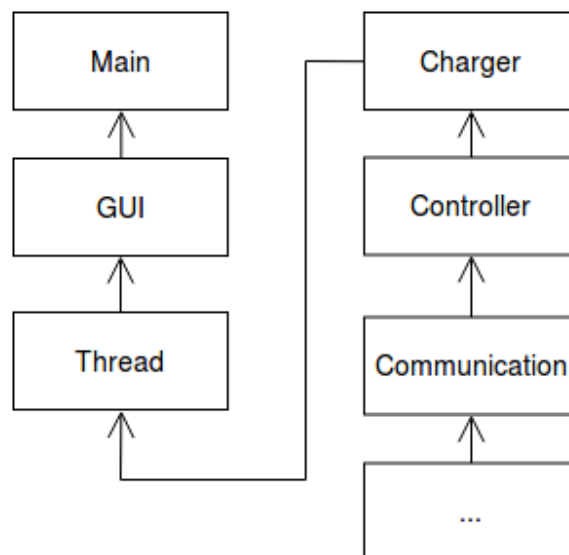 Main
GUI
Thread
Charger
Controller
Communication
...